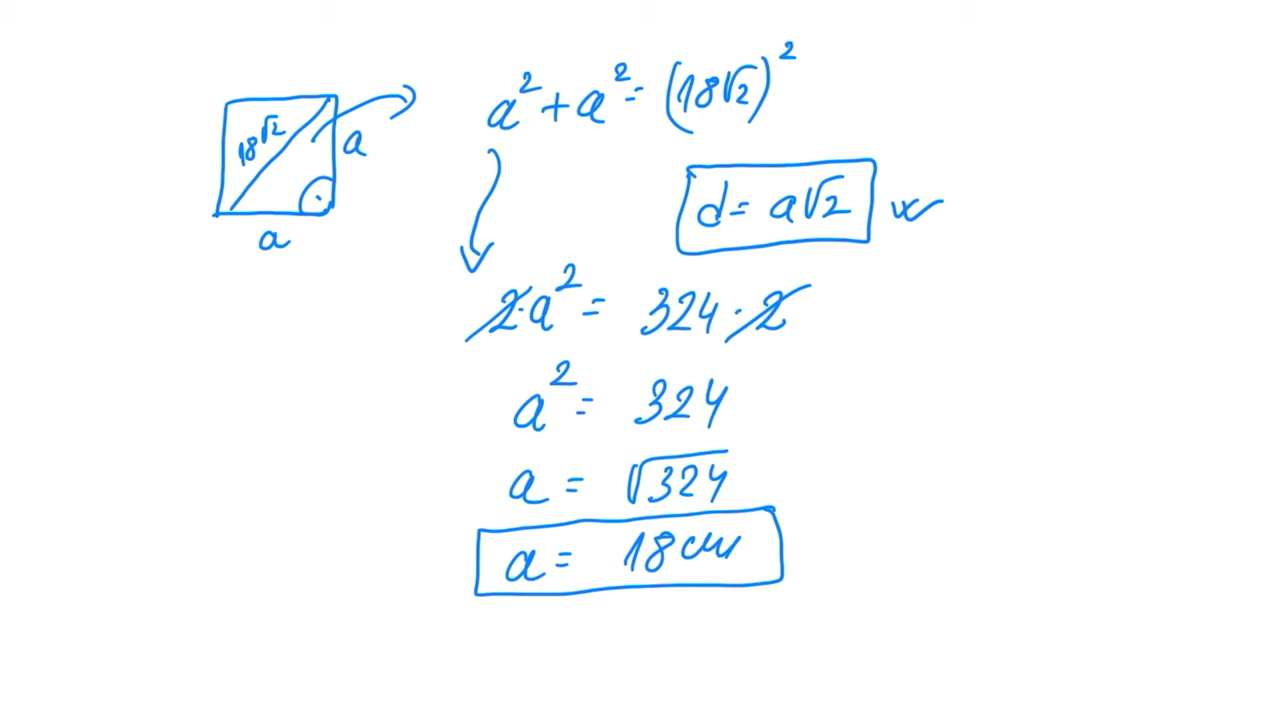 18√2
a
a
a² + a² = (18√2)²
d = a√2
2·a² = 324·2
a² = 324
a = √324
a = 18cm